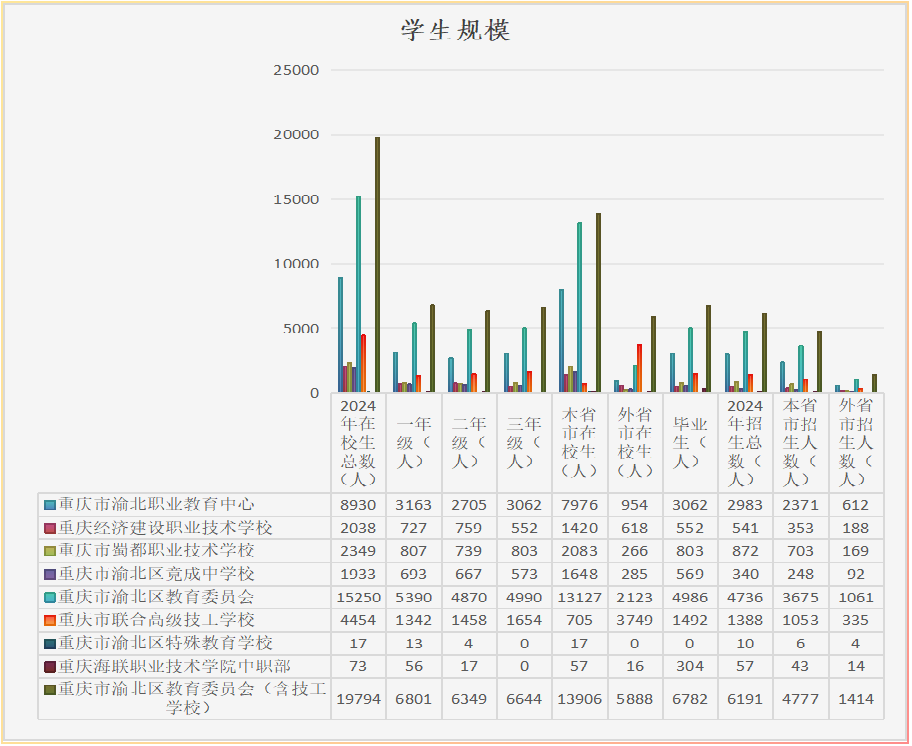 学生规模
25000
20000
15000
10000
5000
0
2024年在校生总数（人） 一年级（人） 二年级（人） 三年级（人） 本省市在校生（人） 外省市在校生（人） 毕业生（人） 2024年招生总数（人） 本省市招生人数（人） 外省市招生人数（人）
重庆市渝北职业教育中心 8930 3163 2705 3062 7976 954 3062 2983 2371 612
重庆经济建设职业技术学校 2038 727 759 552 1420 618 552 541 353 188
重庆市蜀都职业技术学校 2349 807 739 803 2083 266 803 872 703 169
重庆市渝北区竟成中学校 1933 693 667 573 1648 285 569 340 248 92
重庆市渝北区教育委员会 15250 5390 4870 4990 13127 2123 4986 4736 3675 1061
重庆市联合高级技工学校 4454 1342 1458 1654 705 3749 1492 1388 1053 335
重庆市渝北区特殊教育学校 17 13 4 0 17 0 0 10 6 4
重庆海联职业技术学院中职部 73 56 17 0 57 16 304 57 43 14
重庆市渝北区教育委员会（含技工学校） 19794 6801 6349 6644 13906 5888 6782 6191 4777 1414